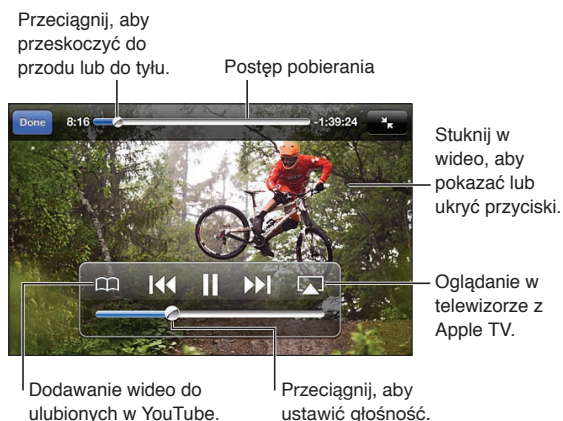 Przeciągnij, aby
przeskoczyć do
przodu lub do tyłu.
Postęp pobierania
Done
8:16
-1:39:24
Stuknij w
wideo, aby
pokazać lub
ukryć przyciski.
Oglądanie w
telewizorze z
Apple TV.
Dodawanie wideo do
ulubionych w YouTube.
Przeciągnij, aby
ustawić głośność.